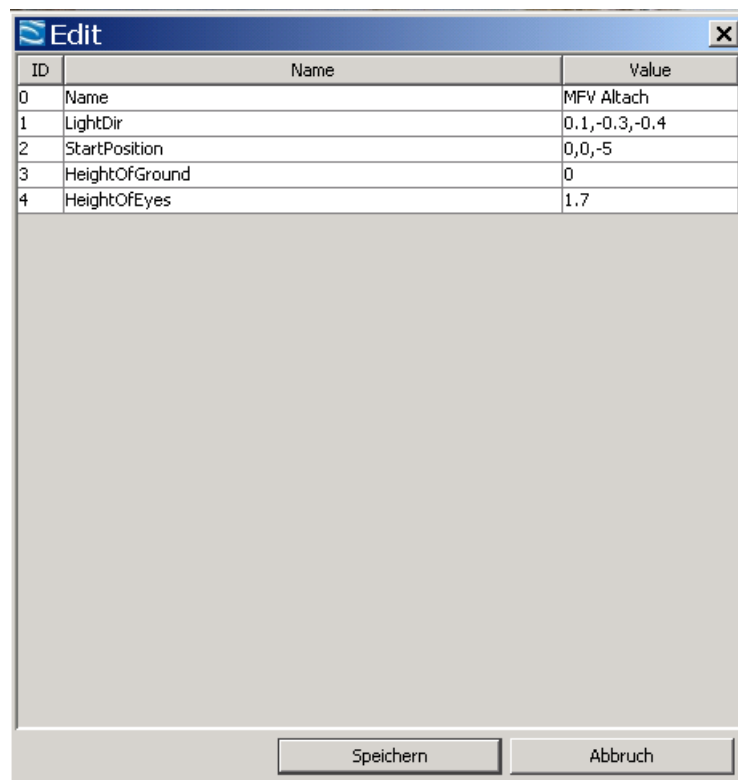 Edit
ID Name Value
0 Name MFV Altach
1 LightDir 0.1,-0.3,-0.4
2 StartPosition 0,0,-5
3 HeightOfGround 0
4 HeightOfEyes 1.7
Speichern Abbruch